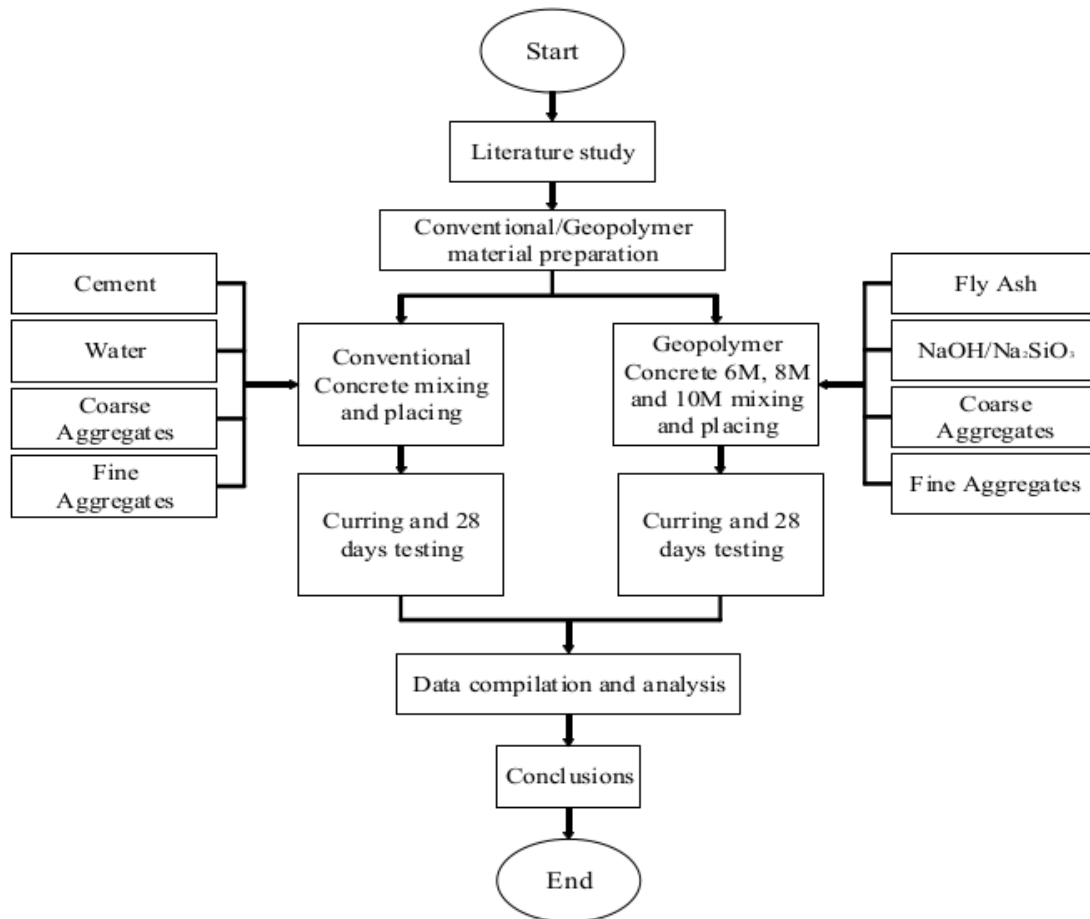 Start
Literature study
Conventional/Geopolymer
material preparation
Cement
Water
Coarse
Aggregates
Fine
Aggregates
Conventional
Concrete mixing
and placing
Geopolymer
Concrete 6M, 8M
and 10M mixing
and placing
Fly Ash
NaOH/Na₂SiO₃
Coarse
Aggregates
Fine Aggregates
Curring and 28
days testing
Curring and 28
days testing
Data compilation and analysis
Conclusions
End